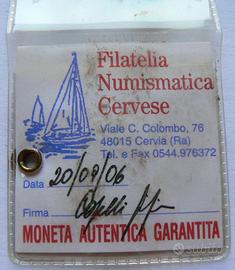 Filatelia
Numismatica
Cervese
Viale C. Colombo, 76
48015 Cervia (Ra)
Tel. e Fax 0544.976372
Data 20/09/06
Firma
MONETA AUTENTICA GARANTITA
subito